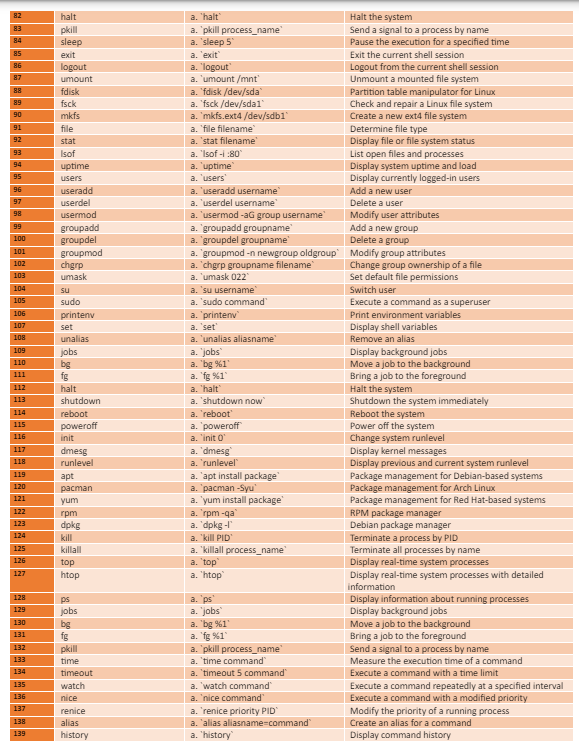 82 halt a. `halt` Halt the system
83 pkill a. `pkill process_name` Send a signal to a process by name
84 sleep a. `sleep 5` Pause the execution for a specified time
85 exit a. `exit` Exit the current shell session
86 logout a. `logout` Logout from the current shell session
87 umount a. `umount /mnt` Unmount a mounted file system
88 fdisk a. `fdisk /dev/sda` Partition table manipulator for Linux
89 fsck a. `fsck /dev/sda1` Check and repair a Linux file system
90 mkfs a. `mkfs.ext4 /dev/sdb1` Create a new ext4 file system
91 file a. `file filename` Determine file type
92 stat a. `stat filename` Display file or file system status
93 lsof a. `lsof -i :80` List open files and processes
94 uptime a. `uptime` Display system uptime and load
95 users a. `users` Display currently logged-in users
96 useradd a. `useradd username` Add a new user
97 userdel a. `userdel username` Delete a user
98 usermod a. `usermod -aG group username` Modify user attributes
99 groupadd a. `groupadd groupname` Add a new group
100 groupdel a. `groupdel groupname` Delete a group
101 groupmod a. `groupmod -n newgroup oldgroup` Modify group attributes
102 chgrp a. `chgrp groupname filename` Change group ownership of a file
103 umask a. `umask 022` Set default file permissions
104 su a. `su username` Switch user
105 sudo a. `sudo command` Execute a command as a superuser
106 printenv a. `printenv` Print environment variables
107 set a. `set` Display shell variables
108 unalias a. `unalias aliasname` Remove an alias
109 jobs a. `jobs` Display background jobs
110 bg a. `bg %1` Move a job to the background
111 fg a. `fg %1` Bring a job to the foreground
112 halt a. `halt` Halt the system
113 shutdown a. `shutdown now` Shutdown the system immediately
114 reboot a. `reboot` Reboot the system
115 poweroff a. `poweroff` Power off the system
116 init a. `init 0` Change system runlevel
117 dmesg a. `dmesg` Display kernel messages
118 runlevel a. `runlevel` Display previous and current system runlevel
119 apt a. `apt install package` Package management for Debian-based systems
120 pacman a. `pacman -Syu` Package management for Arch Linux
121 yum a. `yum install package` Package management for Red Hat-based systems
122 rpm a. `rpm -qa` RPM package manager
123 dpkg a. `dpkg -l` Debian package manager
124 kill a. `kill PID` Terminate a process by PID
125 killall a. `killall process_name` Terminate all processes by name
126 top a. `top` Display real-time system processes
127 htop a. `htop` Display real-time system processes with detailed
information
128 ps a. `ps` Display information about running processes
129 jobs a. `jobs` Display background jobs
130 bg a. `bg %1` Move a job to the background
131 fg a. `fg %1` Bring a job to the foreground
132 pkill a. `pkill process_name` Send a signal to a process by name
133 time a. `time command` Measure the execution time of a command
134 timeout a. `timeout 5 command` Execute a command with a time limit
135 watch a. `watch command` Execute a command repeatedly at a specified interval
136 nice a. `nice command` Execute a command with a modified priority
137 renice a. `renice priority PID` Modify the priority of a running process
138 alias a. `alias aliasname=command` Create an alias for a command
139 history a. `history` Display command history